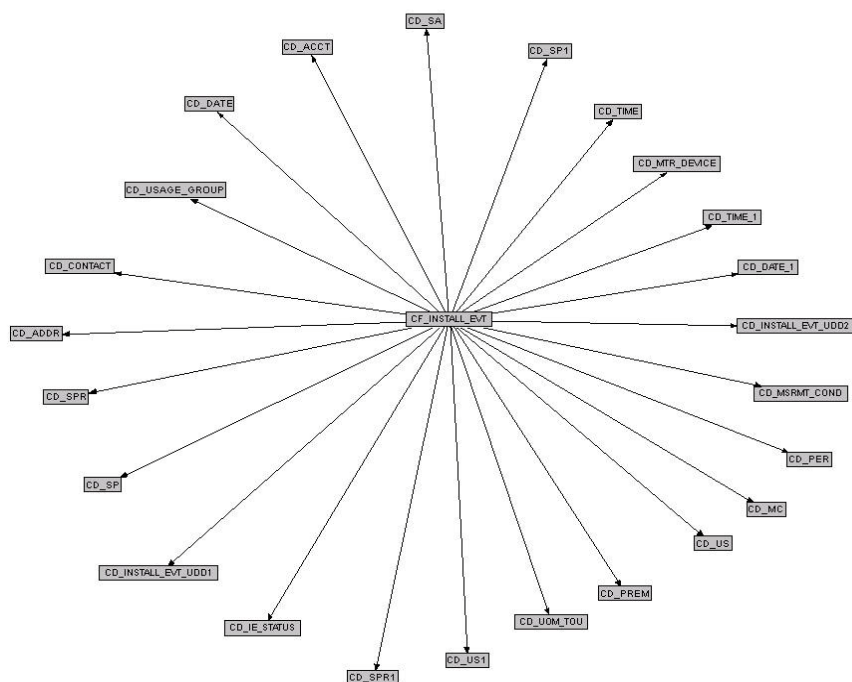 CD_SA
CD_ACCT
CD_SP1
CD_DATE
CD_TIME
CD_MTR_DEVICE
CD_USAGE_GROUP
CD_TIME_1
CD_CONTACT
CD_DATE_1
CF_INSTALL_EVT
CD_INSTALL_EVT_UDD2
CD_ADDR
CD_MSRMT_COND
CD_SPR
CD_PER
CD_SP
CD_MC
CD_US
CD_INSTALL_EVT_UDD1
CD_PREM
CD_UOM_TOU
CD_IE_STATUS
CD_US1
CD_SPR1